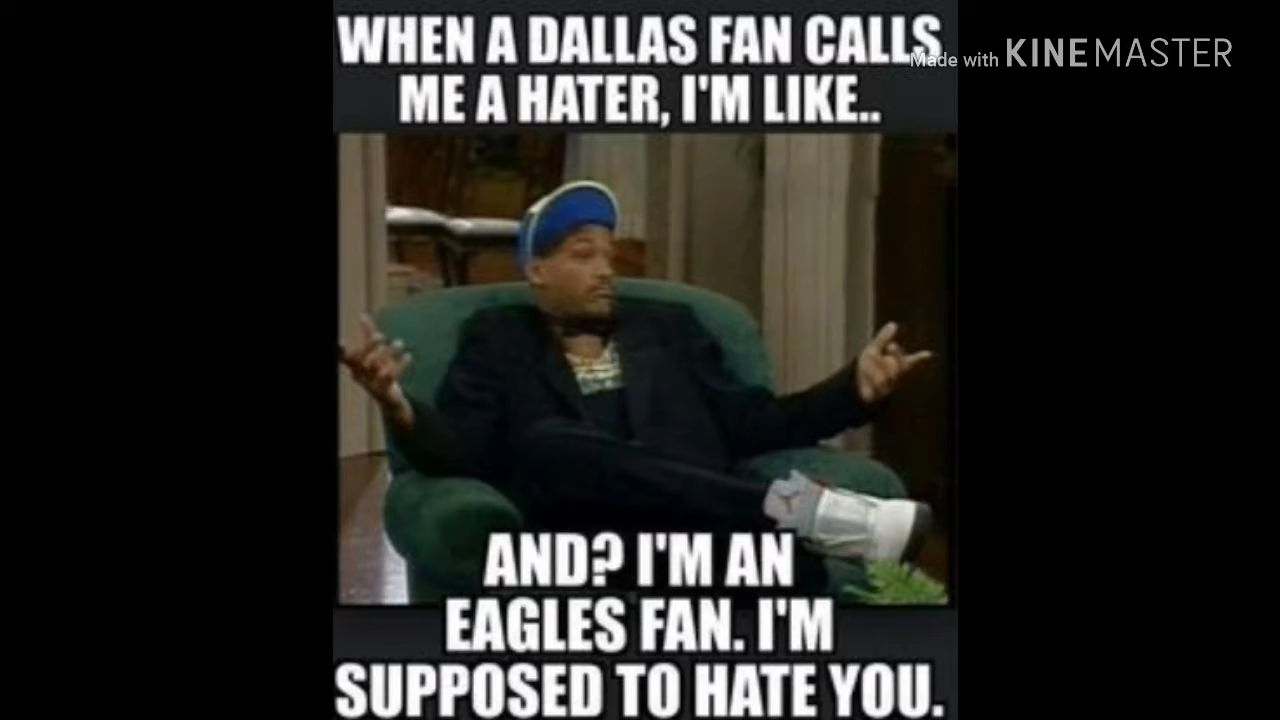 WHEN A DALLAS FAN CALLS
ME A HATER, I'M LIKE..
Made with KINEMASTER
AND? I'M AN
EAGLES FAN. I'M
SUPPOSED TO HATE YOU.